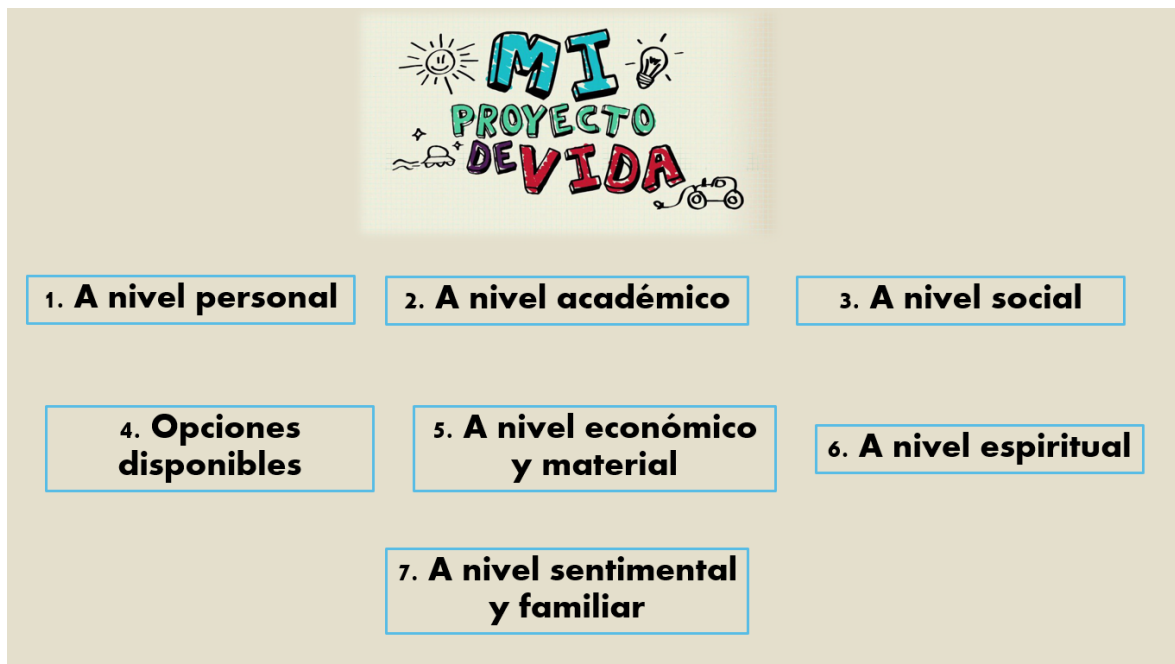 MI
PROYECTO
DE VIDA
1. A nivel personal
2. A nivel académico
3. A nivel social
4. Opciones
disponibles
5. A nivel económico
y material
6. A nivel espiritual
7. A nivel sentimental
y familiar